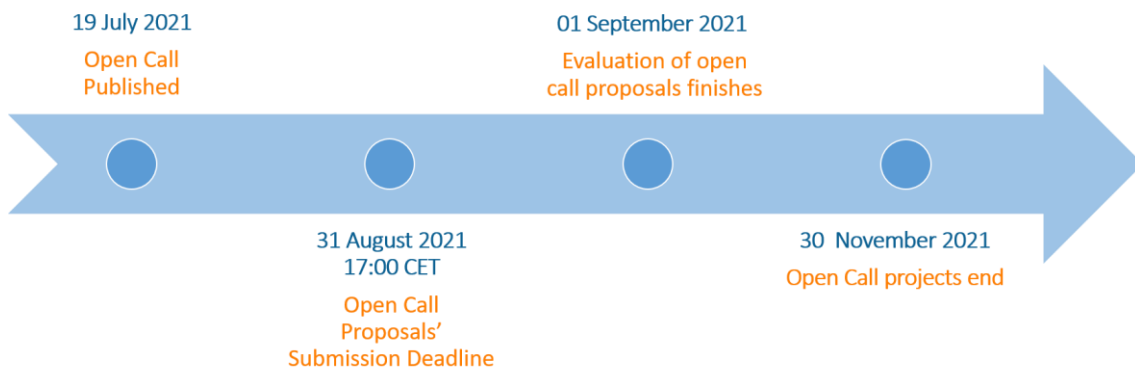 19 July 2021
Open Call
Published
31 August 2021
17:00 CET
Open Call
Proposals’
Submission Deadline
01 September 2021
Evaluation of open
call proposals finishes
30 November 2021
Open Call projects end